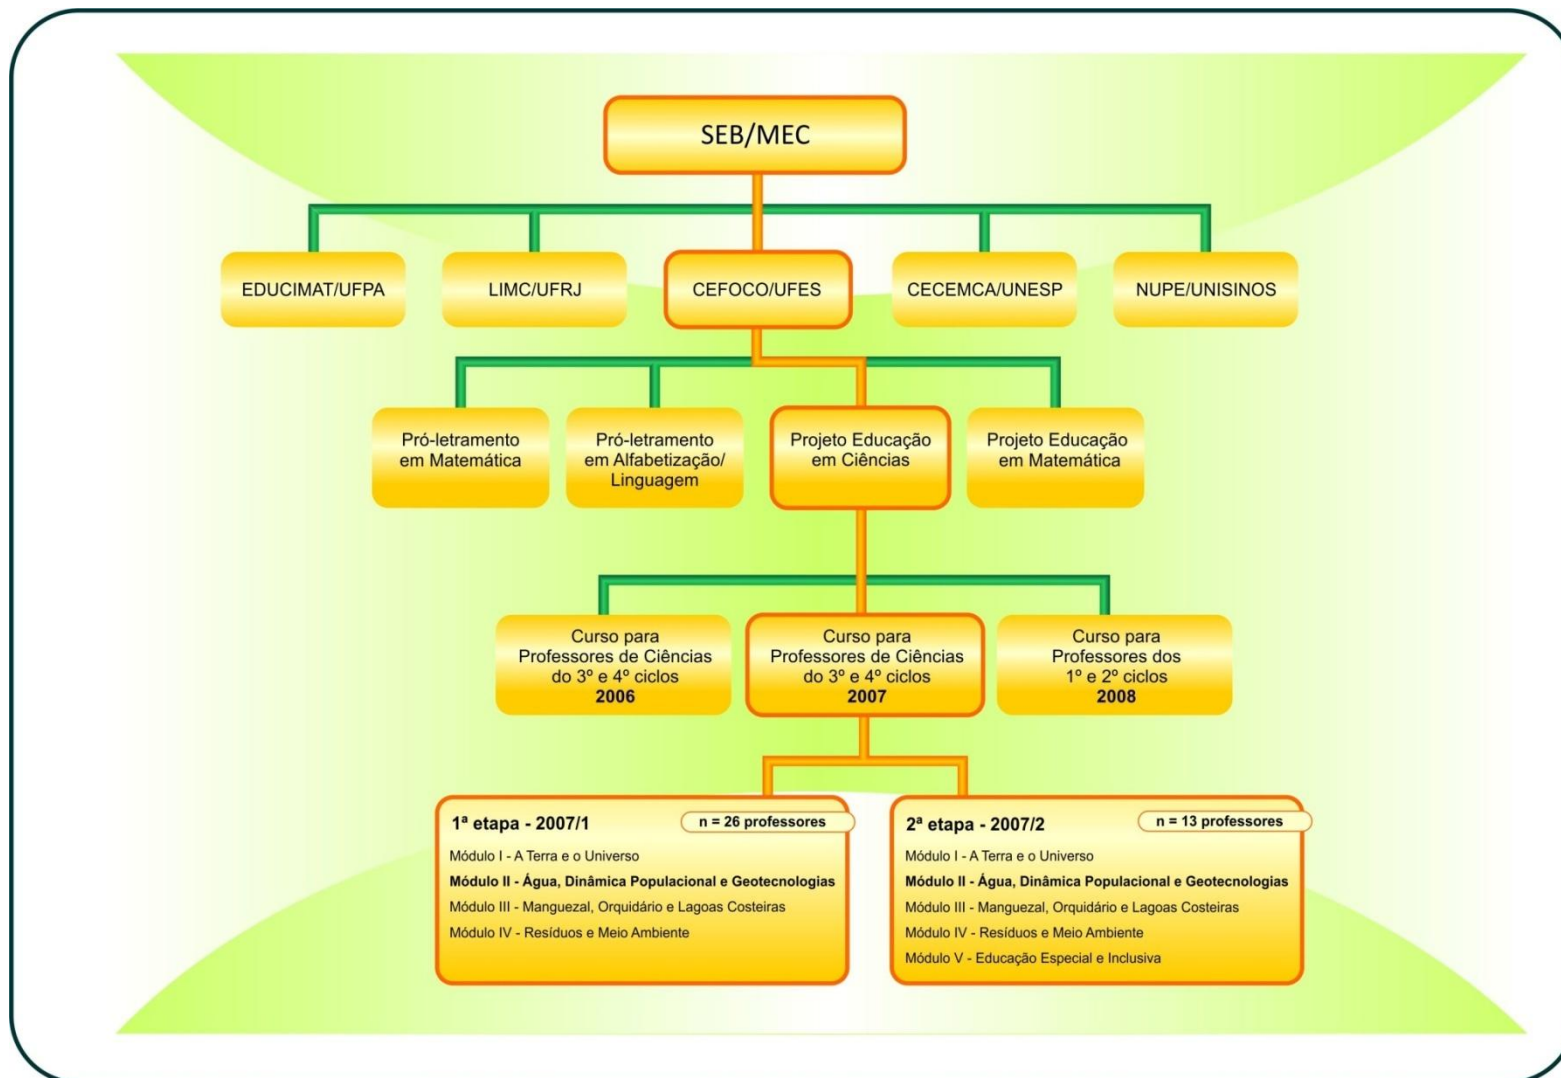 SEB/MEC
EDUCIMAT/UFPA
LIMC/UFRJ
CEFOCO/UFES
CECEMCA/UNESP
NUPE/UNISINOS
Pró-letramento
em Matemática
Pró-letramento
em Alfabetização/
Linguagem
Projeto Educação
em Ciências
Projeto Educação
em Matemática
Curso para
Professores de Ciências
do 3º e 4º ciclos
2006
Curso para
Professores de Ciências
do 3º e 4º ciclos
2007
Curso para
Professores dos
1º e 2º ciclos
2008
1ª etapa - 2007/1
n = 26 professores
Módulo I - A Terra e o Universo
Módulo II - Água, Dinâmica Populacional e Geotecnologias
Módulo III - Manguezal, Orquidário e Lagoas Costeiras
Módulo IV - Resíduos e Meio Ambiente
2ª etapa - 2007/2
n = 13 professores
Módulo I - A Terra e o Universo
Módulo II - Água, Dinâmica Populacional e Geotecnologias
Módulo III - Manguezal, Orquidário e Lagoas Costeiras
Módulo IV - Resíduos e Meio Ambiente
Módulo V - Educação Especial e Inclusiva